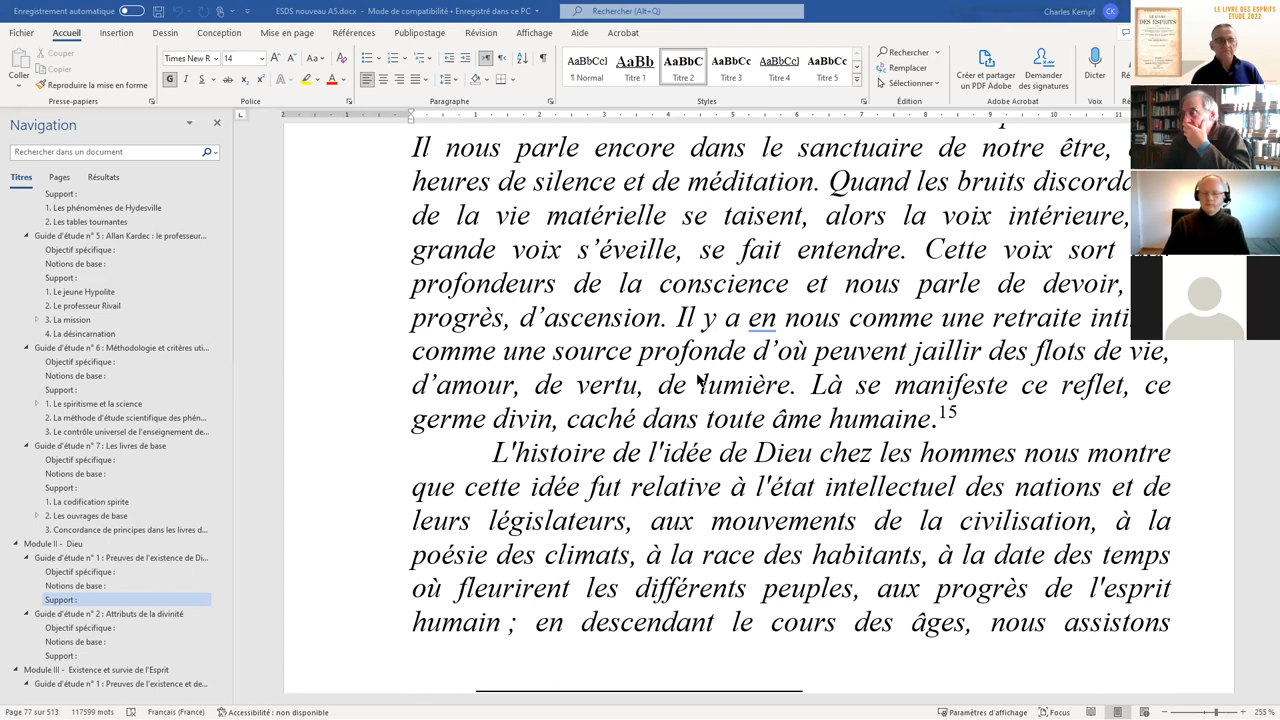 Enregistrement automatique
ESDS nouveau A5.docx - Mode de compatibilité • Enregistré dans ce PC
Rechercher (Alt+Q)
Charles Kempf
CK
LE LIVRE DES ESPRITS
ETUDE 2022
Fichier
Accueil
Insertion
Dessin
Conception
Mise en page
Références
Publipostage
Révision
Affichage
Aide
Acrobat
Coller
Couper
Copier
Reproduire la mise en forme
Presse-papiers
Times New R
14
Police
Paragraphe
AaBbCcI
¶ Normal
AaBb
Titre 1
AaBbC
Titre 2
AaBbCc
Titre 3
AaBbCcI
Titre 4
AaBbCc
Titre 5
Styles
Rechercher
Remplacer
Sélectionner
Édition
Créer et partager
un PDF Adobe
Demander
des signatures
Adobe Acrobat
Dicter
Voix
Navigation
Rechercher dans un document
Titres
Pages
Résultats
Support :
1. Les phénomènes de Hydesville
2. Les tables tournantes
Guide d'étude n° 5 : Allan Kardec : le professeur...
Objectif spécifique :
Notions de base :
Support :
1. Le jeune Hypolite
2. Le professeur Rivail
3. La mission
4. La désincarnation
Guide d'étude n° 6 : Méthodologie et critères uti...
Objectif spécifique :
Notions de base :
Support :
1. Le spiritisme et la science
2. La méthode d'étude scientifique des phén...
3. Le contrôle universel de l'enseignement de...
Guide d'étude n° 7 : Les livres de base
Objectif spécifique :
Notions de base :
Support :
1. La codification spirite
2. Les ouvrages de base
3. Concordance de principes dans les livres d...
Module II - Dieu
Guide d'étude n° 1 : Preuves de l'existence de Di...
Objectif spécifique :
Notions de base :
Support :
Guide d'étude n° 2 : Attributs de la divinité
Objectif spécifique :
Notions de base :
Support :
Module III - Existence et survie de l'Esprit
Guide d'étude n° 1 : Preuves de l'existence et de...
Il nous parle encore dans le sanctuaire de notre être,
heures de silence et de méditation. Quand les bruits discorda
de la vie matérielle se taisent, alors la voix intérieure,
grande voix s'éveille, se fait entendre. Cette voix sort
profondeurs de la conscience et nous parle de devoir,
progrès, d'ascension. Il y a en nous comme une retraite inti
comme une source profonde d'où peuvent jaillir des flots de vie,
d'amour, de vertu, de lumière. Là se manifeste ce reflet, ce
germe divin, caché dans toute âme humaine.15
L'histoire de l'idée de Dieu chez les hommes nous montre
que cette idée fut relative à l'état intellectuel des nations et de
leurs législateurs, aux mouvements de la civilisation, à la
poésie des climats, à la race des habitants, à la date des temps
où fleurirent les différents peuples, aux progrès de l'esprit
humain ; en descendant le cours des âges, nous assistons
Page 77 sur 513
117599 mots
Français (France)
Accessibilité : non disponible
Paramètres d'affichage
Focus
255 %